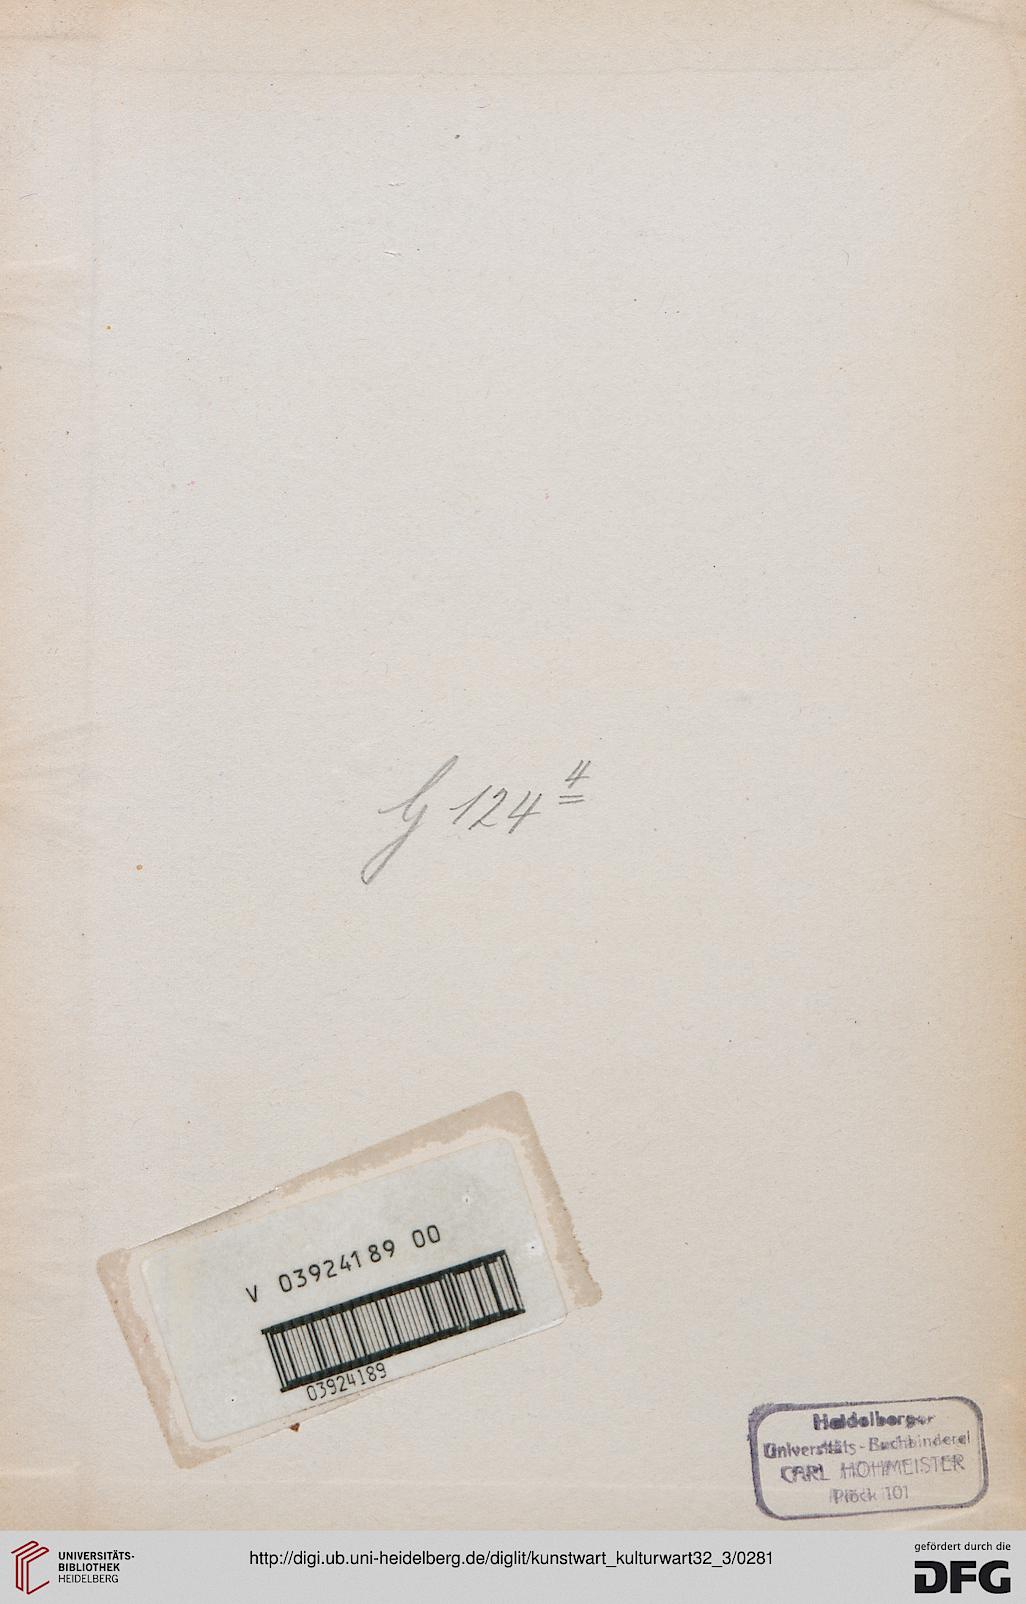 G 124 4
V 03924189 00
03924189
Heidelberger
Universitäts-Buchbinderei
CARL HOHMEISTER
Plöck 101
UNIVERSITÄTS-
BIBLIOTHEK
HEIDELBERG
http://digi.ub.uni-heidelberg.de/diglit/kunstwart_kulturwart32_3/0281
gefördert durch die
DFG